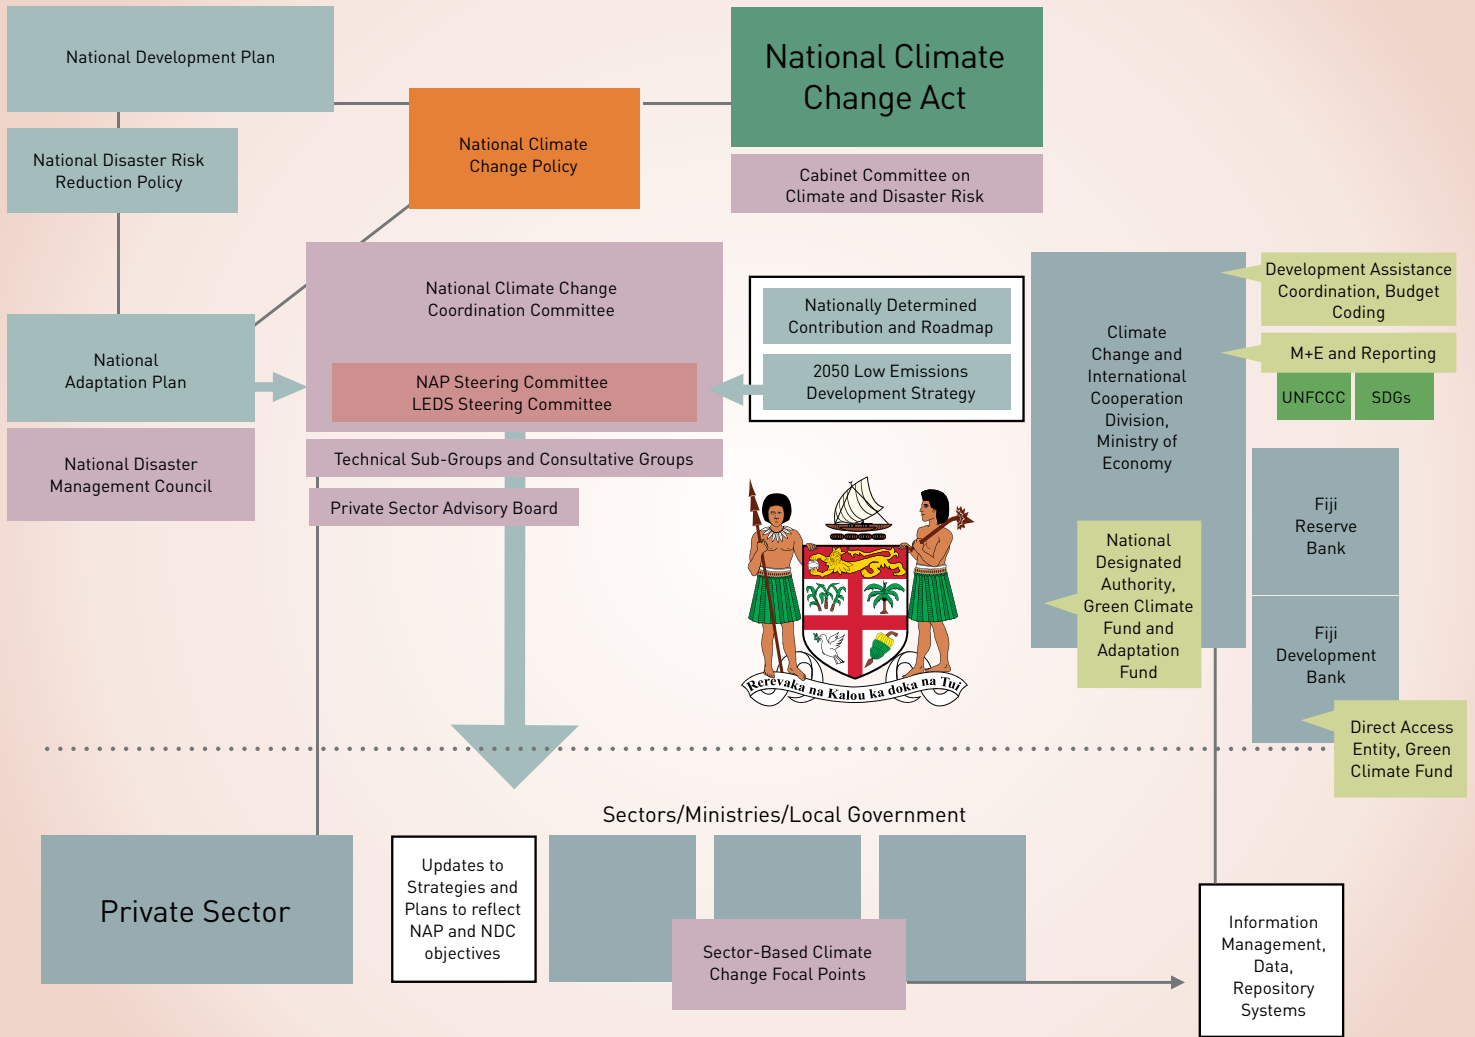 National Development Plan
National Disaster Risk
Reduction Policy
National Climate
Change Policy
National Climate
Change Act
Cabinet Committee on
Climate and Disaster Risk
National Climate Change
Coordination Committee
NAP Steering Committee
LEDS Steering Committee
National
Adaptation Plan
National Disaster
Management Council
Technical Sub-Groups and Consultative Groups
Private Sector Advisory Board
Nationally Determined
Contribution and Roadmap
2050 Low Emissions
Development Strategy
Climate
Change and
International
Cooperation
Division,
Ministry of
Economy
Development Assistance
Coordination, Budget
Coding
M+E and Reporting
UNFCCC
SDGs
National
Designated
Authority,
Green Climate
Fund and
Adaptation
Fund
Fiji
Reserve
Bank
Fiji
Development
Bank
Direct Access
Entity, Green
Climate Fund
Rerevaka na Kalou ka doka na Tui
Sectors/Ministries/Local Government
Private Sector
Updates to
Strategies and
Plans to reflect
NAP and NDC
objectives
Sector-Based Climate
Change Focal Points
Information
Management,
Data,
Repository
Systems